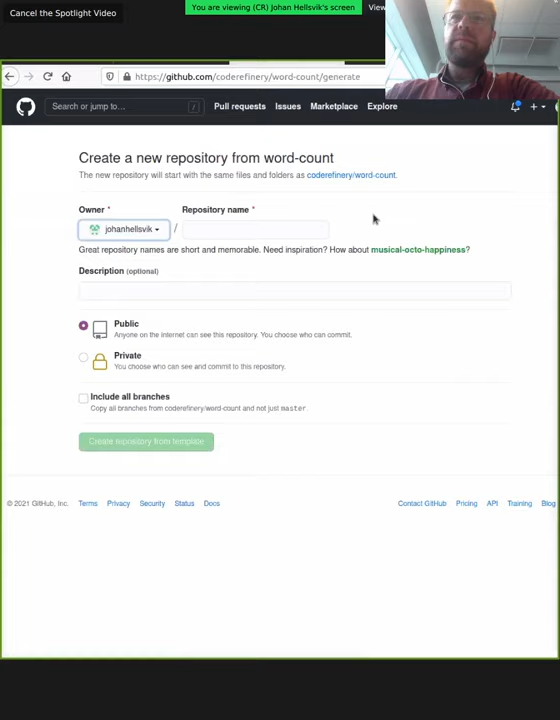 Cancel the Spotlight Video
You are viewing (CR) Johan Hellsvik's screen
View
https://github.com/coderefinery/word-count/generate
Search or jump to...
/
Pull requests
Issues
Marketplace
Explore
Create a new repository from word-count
The new repository will start with the same files and folders as coderefinery/word-count.
Owner *
Repository name *
johanhellsvik
/
Great repository names are short and memorable. Need inspiration? How about musical-octo-happiness?
Description (optional)
Public
Anyone on the internet can see this repository. You choose who can commit.
Private
You choose who can see and commit to this repository.
Include all branches
Copy all branches from coderefinery/word-count and not just master.
Create repository from template
© 2021 GitHub, Inc. Terms Privacy Security Status Docs Contact GitHub Pricing API Training Blog